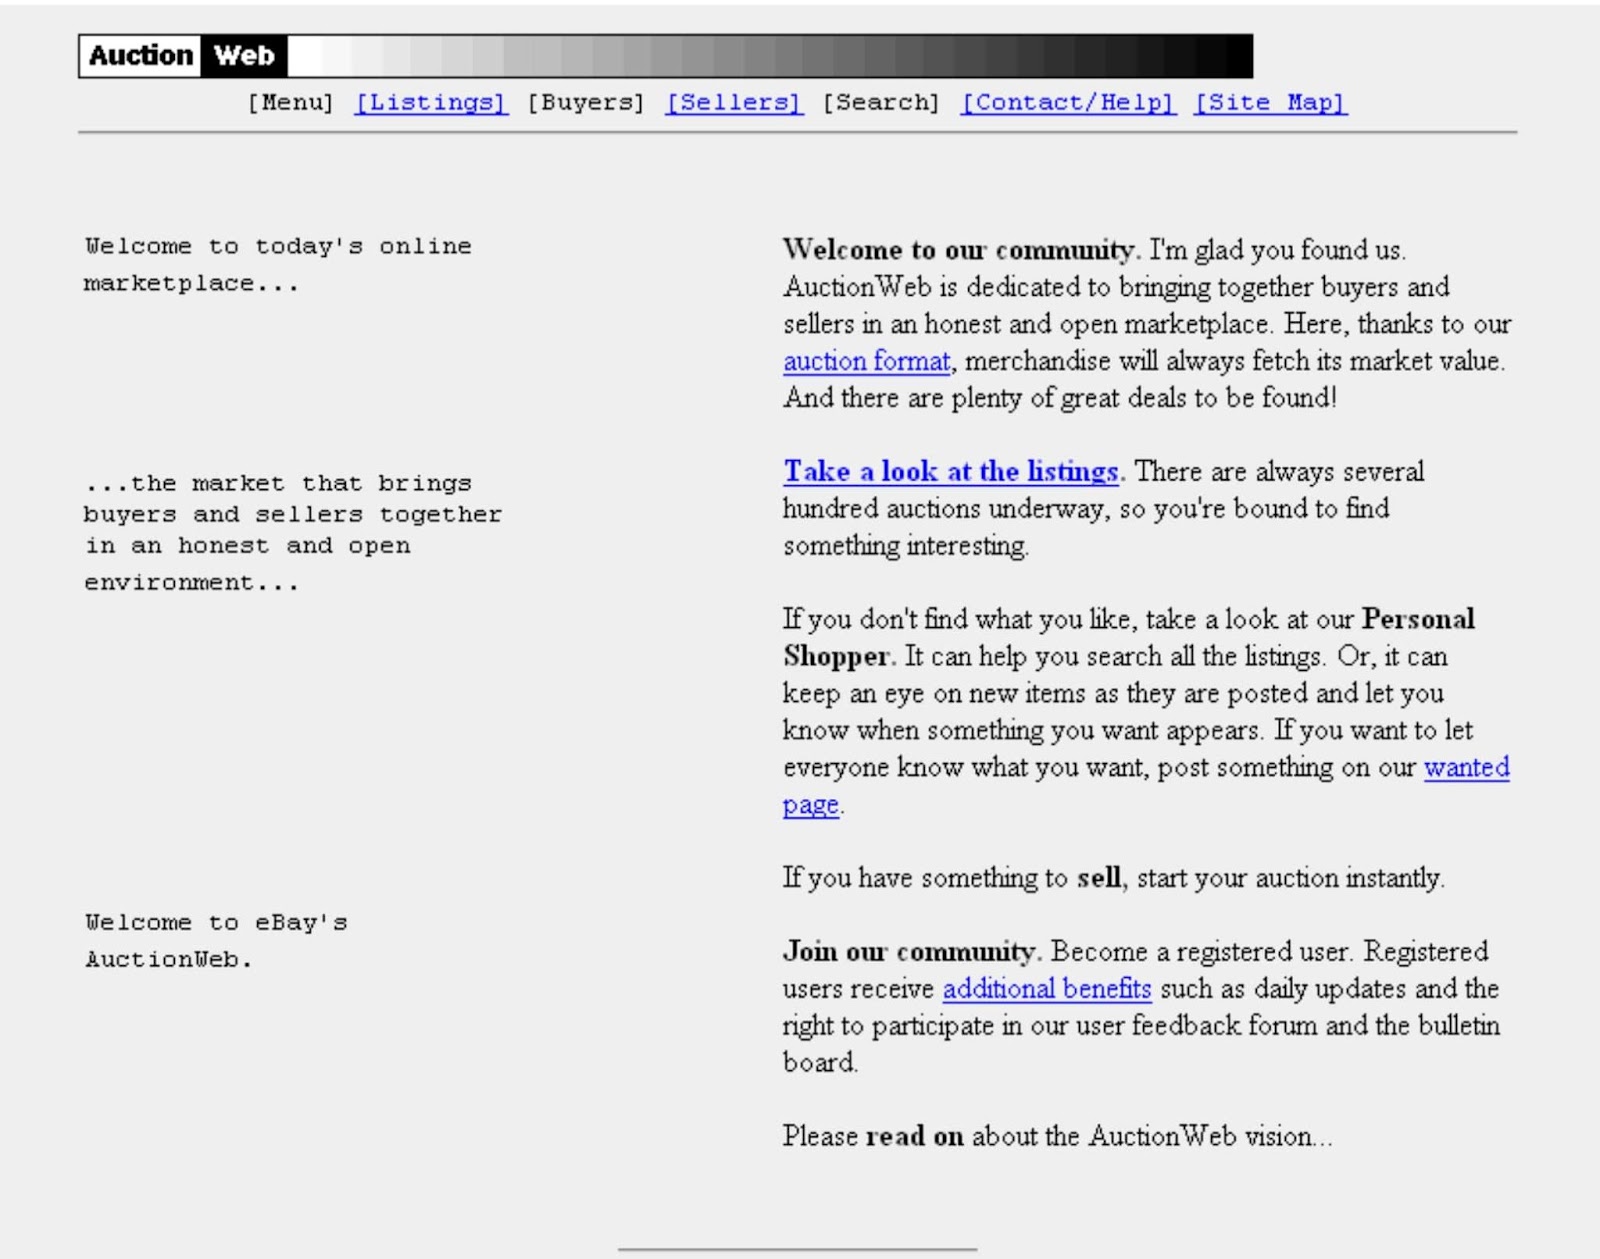 Auction Web
[Menu] [Listings] [Buyers] [Sellers] [Search] [Contact/Help] [Site Map]
Welcome to today's online
marketplace...
...the market that brings
buyers and sellers together
in an honest and open
environment...
Welcome to eBay's
AuctionWeb.
Welcome to our community. I'm glad you found us.
AuctionWeb is dedicated to bringing together buyers and
sellers in an honest and open marketplace. Here, thanks to our
auction format, merchandise will always fetch its market value.
And there are plenty of great deals to be found!
Take a look at the listings. There are always several
hundred auctions underway, so you're bound to find
something interesting.
If you don't find what you like, take a look at our Personal
Shopper. It can help you search all the listings. Or, it can
keep an eye on new items as they are posted and let you
know when something you want appears. If you want to let
everyone know what you want, post something on our wanted
page.
If you have something to sell, start your auction instantly.
Join our community. Become a registered user. Registered
users receive additional benefits such as daily updates and the
right to participate in our user feedback forum and the bulletin
board.
Please read on about the AuctionWeb vision...